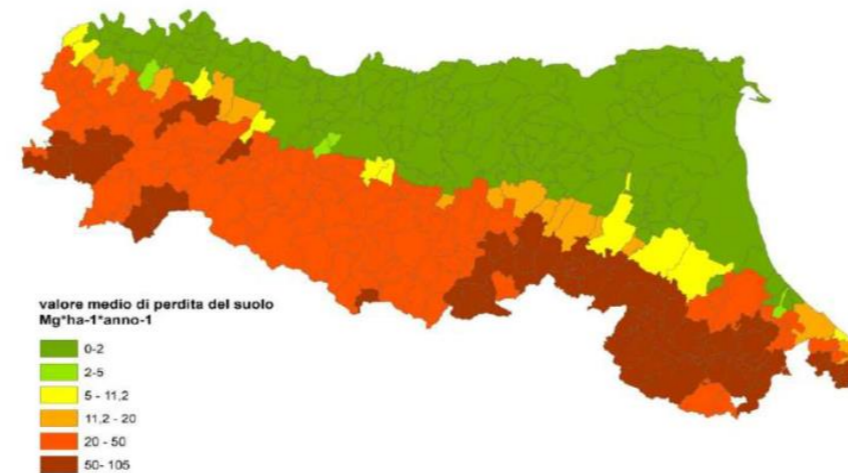 valore medio di perdita del suolo
Mg*ha-1*anno-1
0-2
2-5
5 - 11,2
11,2 - 20
20 - 50
50- 105